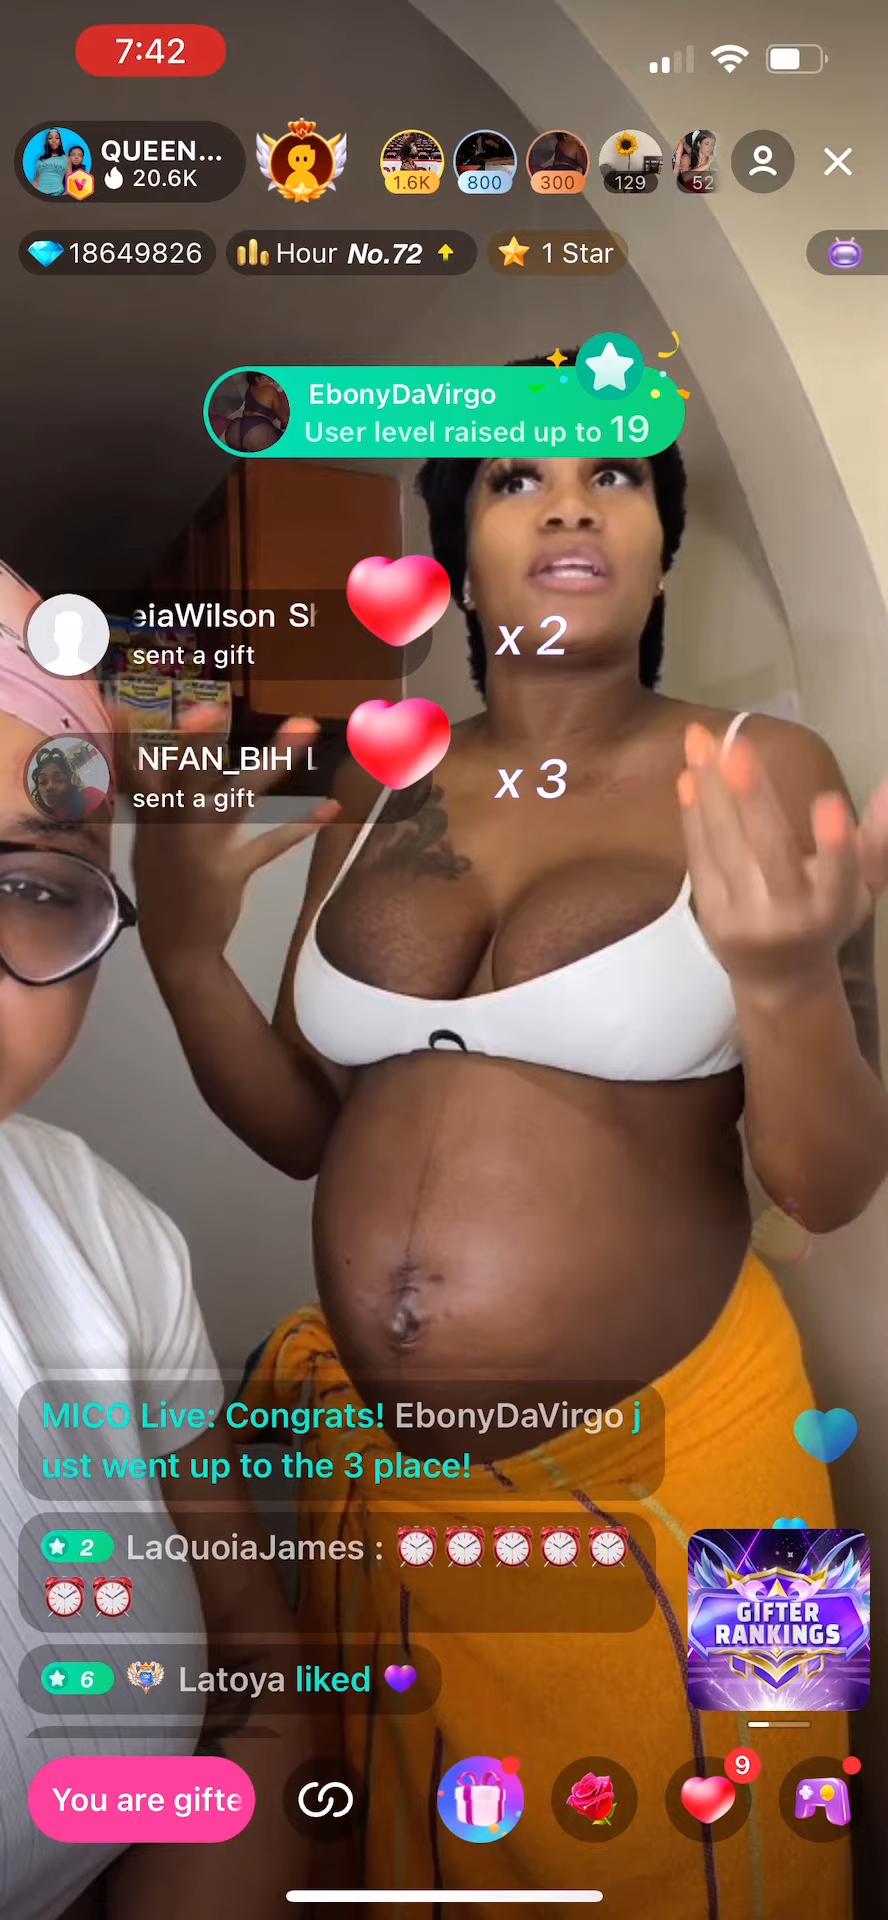 7:42
QUEEN...
20.6K
1.6K
800
300
129
52
18649826
Hour No.72
1 Star
EbonyDaVirgo
User level raised up to 19
eiaWilson
sent a gift
x 2
NFAN_BIH
sent a gift
x 3
MICO Live: Congrats! EbonyDaVirgo j
ust went up to the 3 place!
2 LaQuoiaJames :
6 Latoya liked
GIFTER
RANKINGS
You are gifte
9